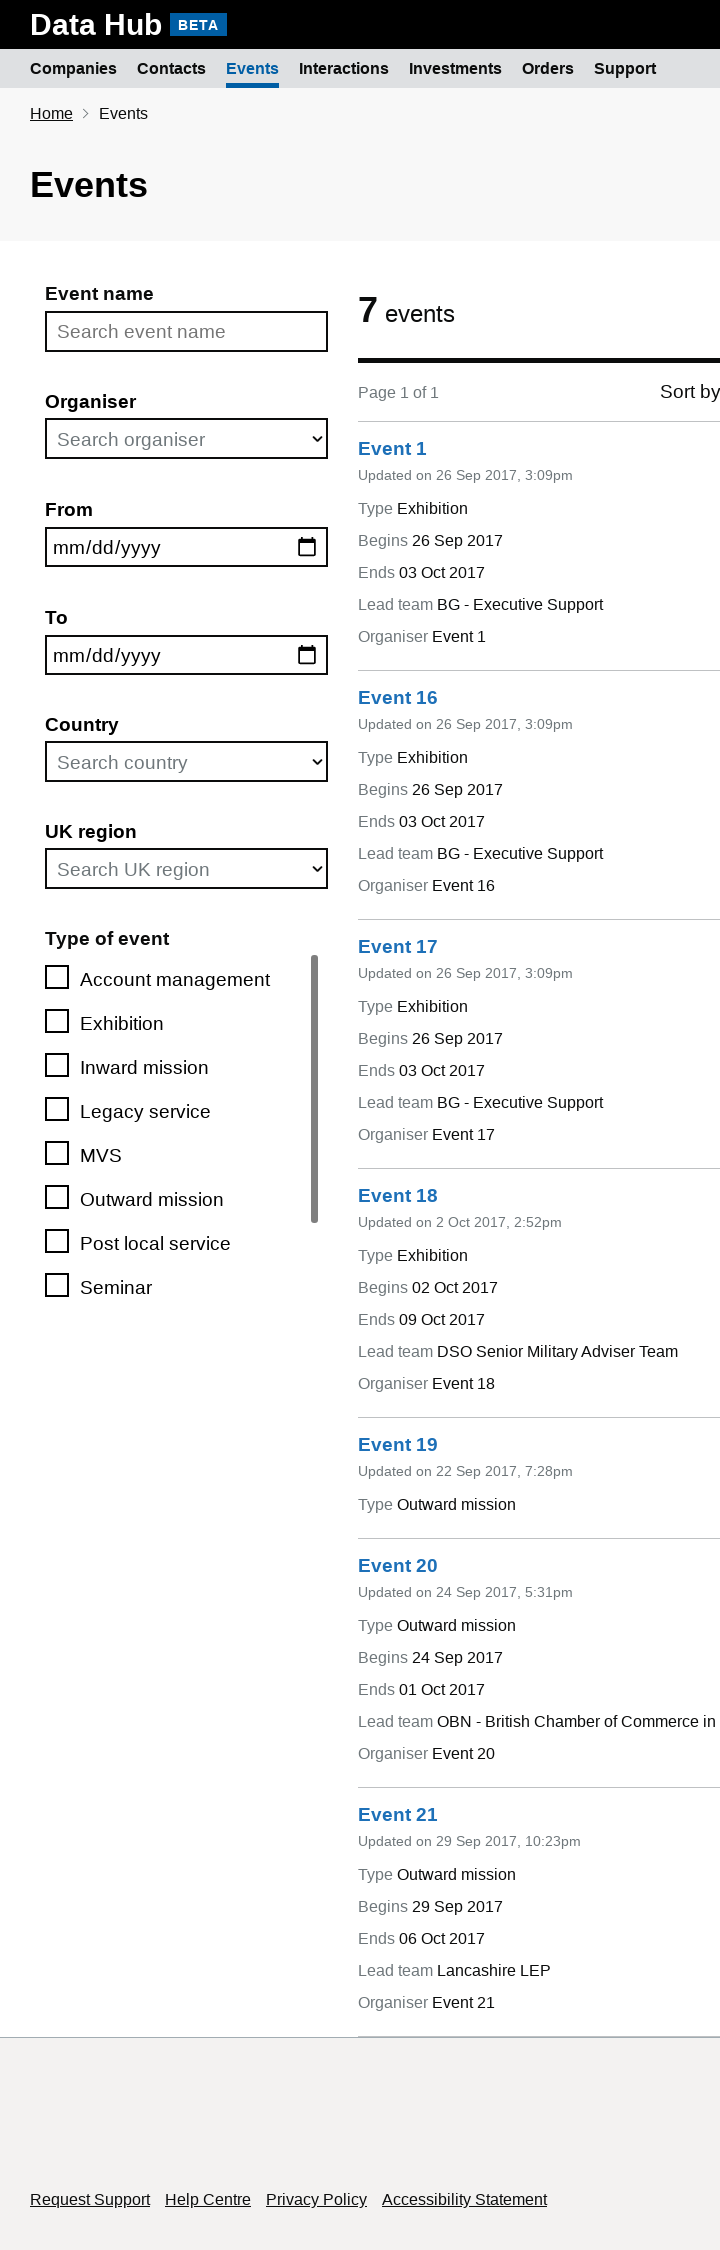 Data Hub BETA
Companies Contacts Events Interactions Investments Orders Support
Home Events
Events
Event name
Search event name
Organiser
Search organiser
From
mm/dd/yyyy
To
mm/dd/yyyy
Country
Search country
UK region
Search UK region
Type of event
Account management
Exhibition
Inward mission
Legacy service
MVS
Outward mission
Post local service
Seminar
7 events
Page 1 of 1 Sort by
Event 1
Updated on 26 Sep 2017, 3:09pm
Type Exhibition
Begins 26 Sep 2017
Ends 03 Oct 2017
Lead team BG - Executive Support
Organiser Event 1
Event 16
Updated on 26 Sep 2017, 3:09pm
Type Exhibition
Begins 26 Sep 2017
Ends 03 Oct 2017
Lead team BG - Executive Support
Organiser Event 16
Event 17
Updated on 26 Sep 2017, 3:09pm
Type Exhibition
Begins 26 Sep 2017
Ends 03 Oct 2017
Lead team BG - Executive Support
Organiser Event 17
Event 18
Updated on 2 Oct 2017, 2:52pm
Type Exhibition
Begins 02 Oct 2017
Ends 09 Oct 2017
Lead team DSO Senior Military Adviser Team
Organiser Event 18
Event 19
Updated on 22 Sep 2017, 7:28pm
Type Outward mission
Event 20
Updated on 24 Sep 2017, 5:31pm
Type Outward mission
Begins 24 Sep 2017
Ends 01 Oct 2017
Lead team OBN - British Chamber of Commerce in
Organiser Event 20
Event 21
Updated on 29 Sep 2017, 10:23pm
Type Outward mission
Begins 29 Sep 2017
Ends 06 Oct 2017
Lead team Lancashire LEP
Organiser Event 21
Request Support Help Centre Privacy Policy Accessibility Statement